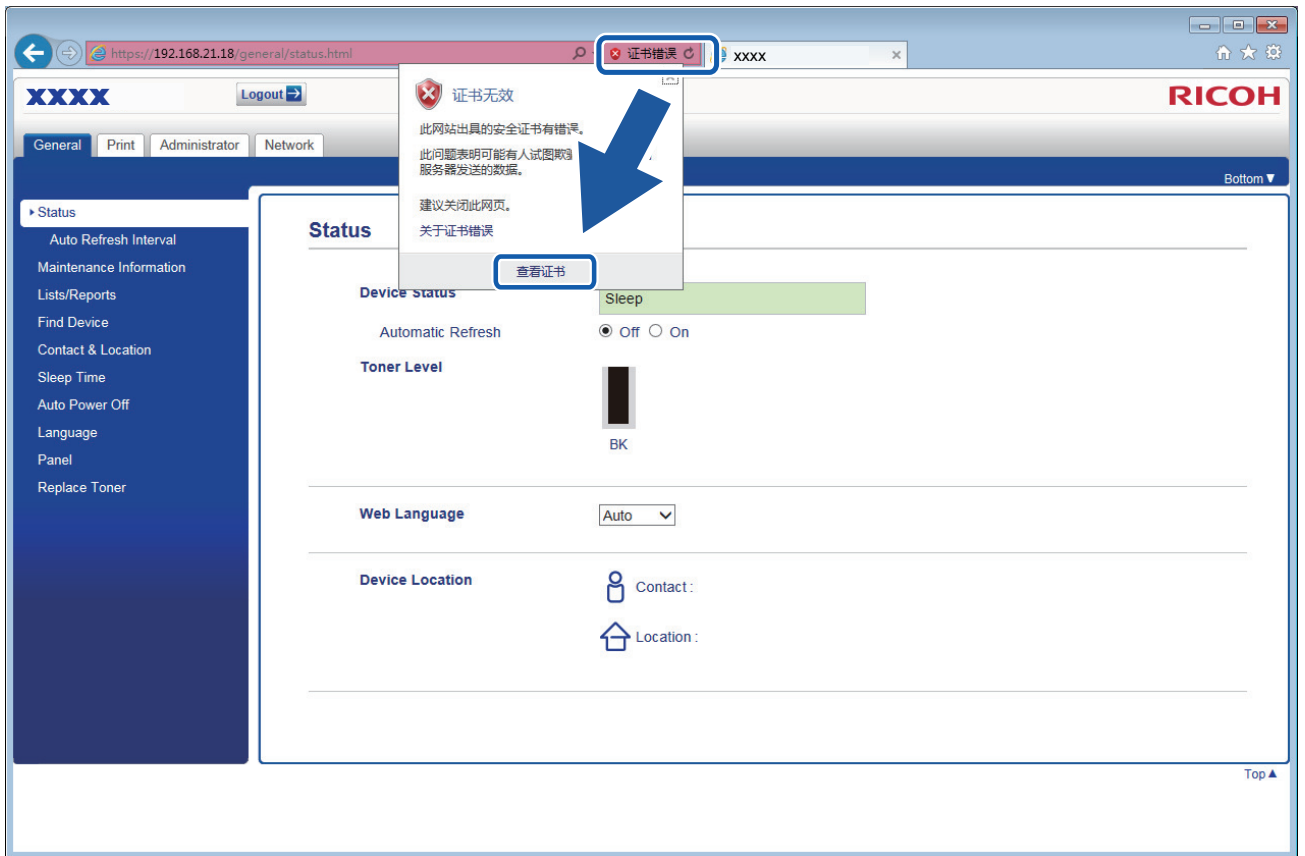 https://192.168.21.18/general/status.html
证书错误
xxxx
XXXX
Logout
RICOH
证书无效
此网站出具的安全证书有错误。
此问题表明可能有人试图欺
服务器发送的数据。
建议关闭此网页。
关于证书错误
查看证书
General
Print
Administrator
Network
Bottom▼
Status
Auto Refresh Interval
Maintenance Information
Lists/Reports
Find Device
Contact & Location
Sleep Time
Auto Power Off
Language
Panel
Replace Toner
Status
Device Status
Sleep
Automatic Refresh
Off On
Toner Level
BK
Web Language
Auto
Device Location
Contact :
Location :
Top▲